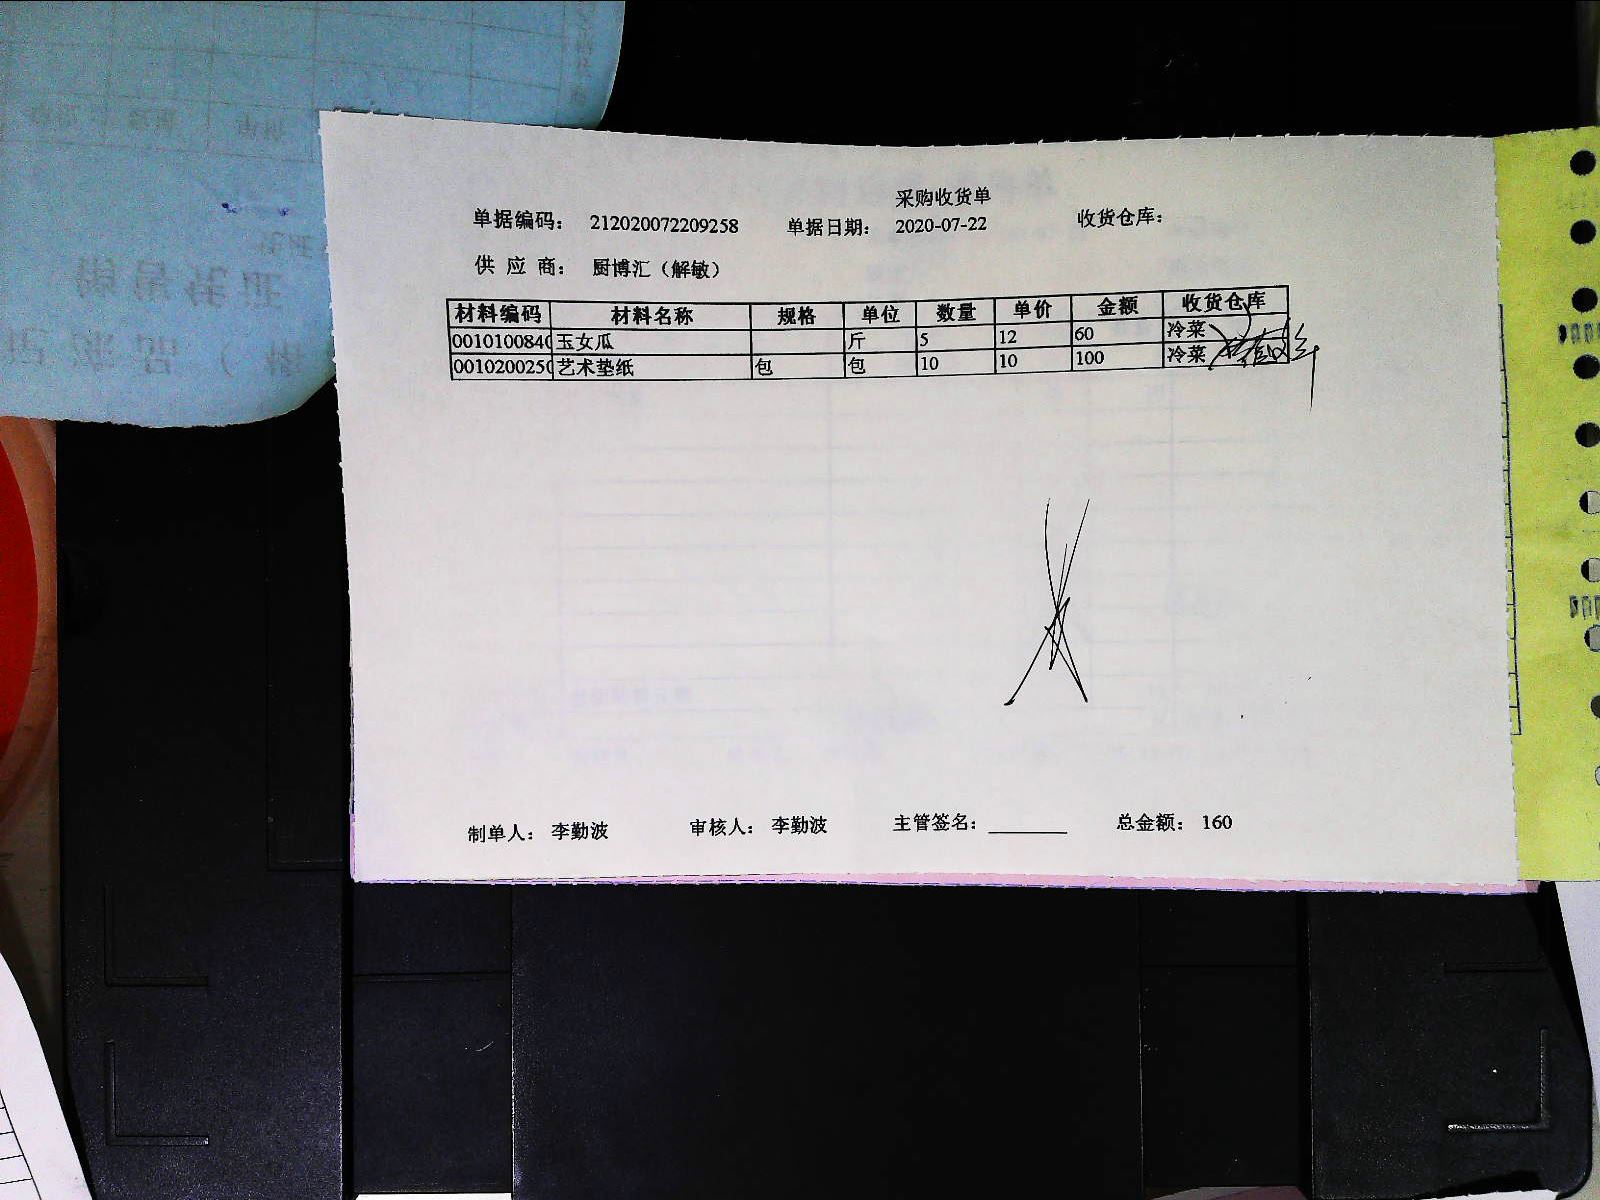 采购收货单
单据编码： 212020072209258 单据日期： 2020-07-22 收货仓库：
供 应 商： 厨博汇（解敏）
材料编码 材料名称 规格 单位 数量 单价 金额 收货仓库
0010100840 玉女瓜 斤 5 12 60 冷菜
0010200250 艺术垫纸 包 包 10 10 100 冷菜
制单人： 李勤波 审核人： 李勤波 主管签名： 总金额： 160